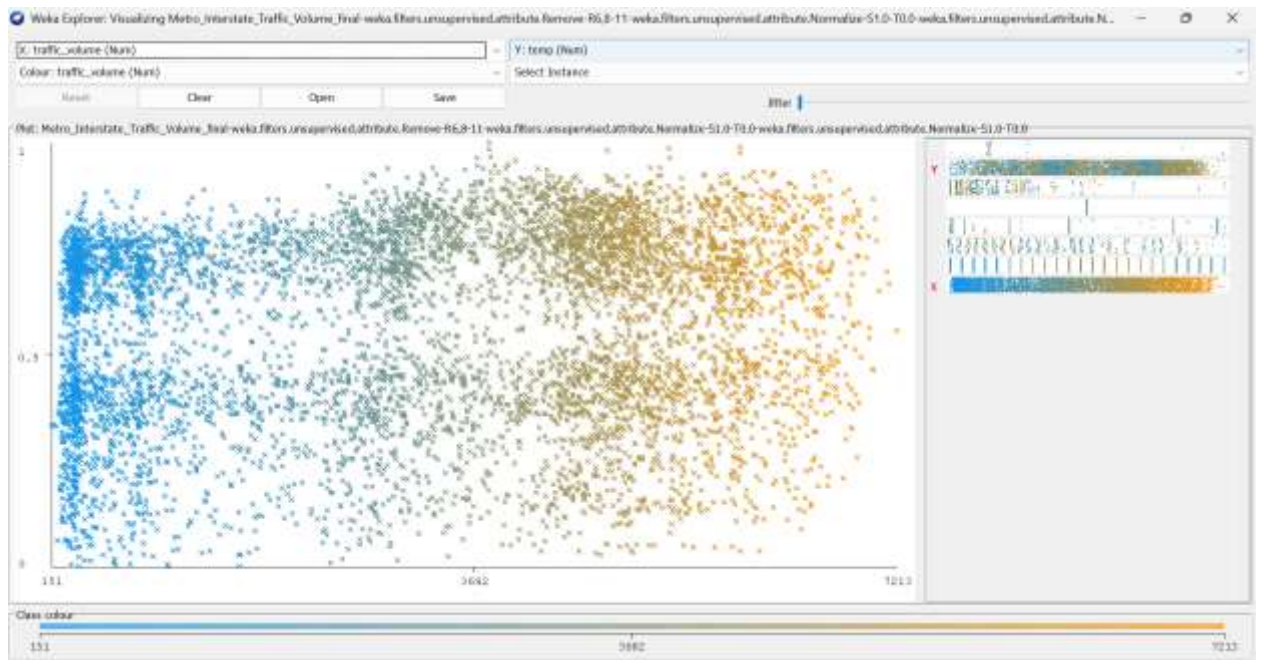 Weka Explorer: Visualizing Metro_Interstate_Traffic_Volume_Final-weka.filters.unsupervised.attribute.Remove-R6,8-11-weka.filters.unsupervised.attribute.Normalize-S1.0-T0.0-weka.filters.unsupervised.attribute.N...
X: traffic_volume (Num)
Y: temp (Num)
Colour: traffic_volume (Num)
Select Instance
Reset
Clear
Open
Save
Jitter
Plot: Metro_Interstate_Traffic_Volume_Final-weka.filters.unsupervised.attribute.Remove-R6,8-11-weka.filters.unsupervised.attribute.Normalize-S1.0-T0.0-weka.filters.unsupervised.attribute.Normalize-S1.0-T0.0
1
Y
X
0.5
0
151
3682
7213
Class colour
151
3682
7213